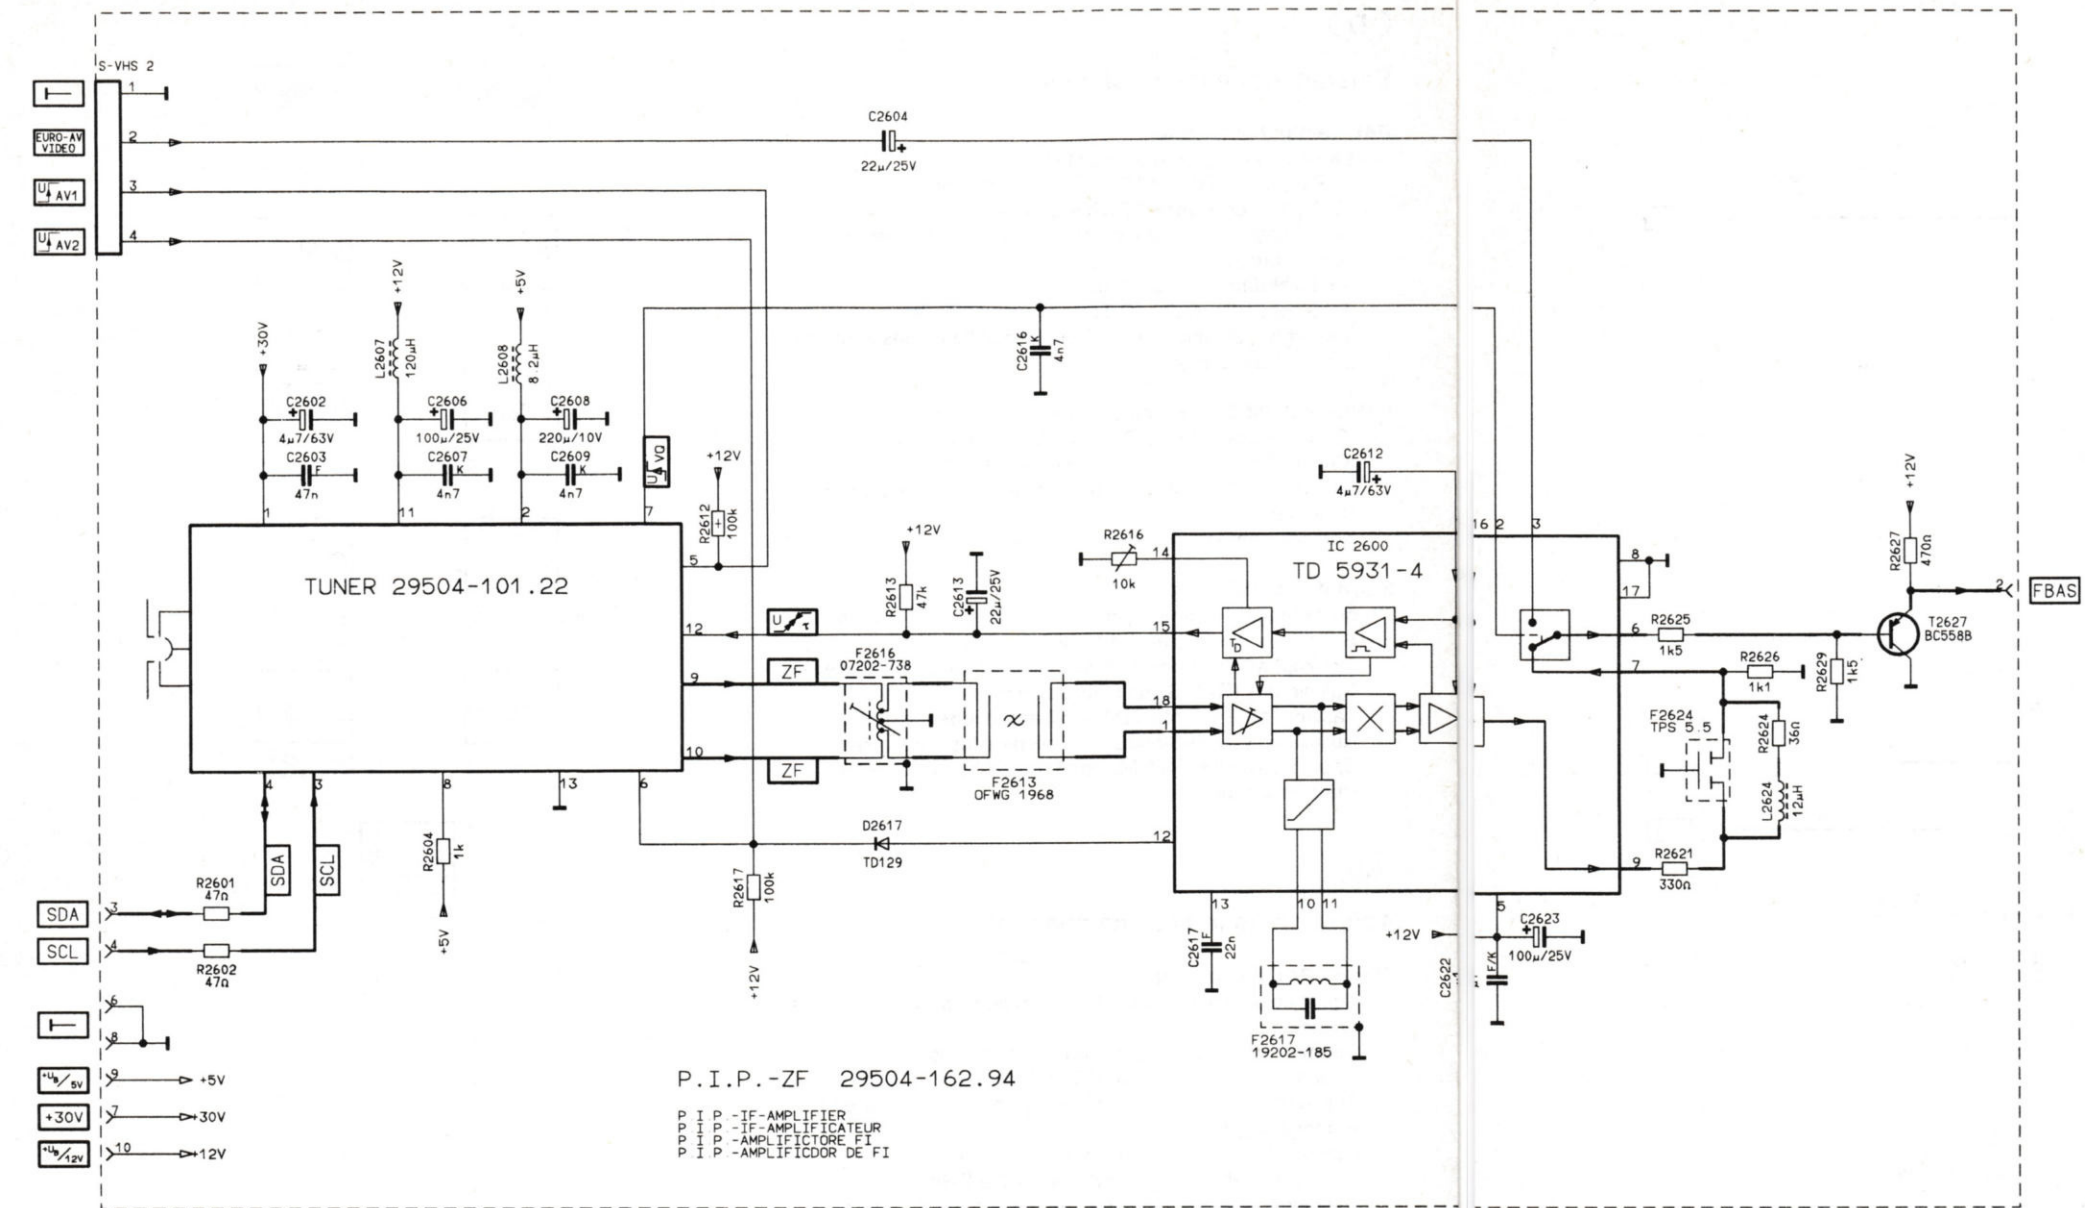 S-VHS 2
1
EURO-AV
VIDEO
2
C2604
+
22µ/25V
U AV1
3
U AV2
4
+30V
+12V
+5V
L2607
120µH
L2608
8.2µH
C2616
K
4n7
C2602
+
4µ7/63V
C2606
+
100µ/25V
C2608
+
220µ/10V
C2603
F
47n
C2607
K
4n7
C2609
K
4n7
U VQ
+12V
R2612
100k
C2612
+
4µ7/63V
1
11
2
7
5
TUNER 29504-101.22
12
9
10
4
3
8
13
6
+12V
R2613
47k
C2613
+
22µ/25V
U τ
ZF
ZF
F2616
07202-738
F2613
OFWG 1968
R2616
10k
14
IC 2600
TD 5931-4
16
2
3
15
TD
18
1
12
8
17
6
7
9
R2625
1k5
R2626
1k1
R2629
1k5
+12V
R2627
470Ω
T2627
BC558B
2
FBAS
F2624
TPS 5.5
R2624
36Ω
L2624
12µH
R2621
330Ω
D2617
TD129
R2617
100k
+12V
R2604
1k
+5V
SDA
SCL
R2601
47Ω
SDA
3
SCL
4
R2602
47Ω
13
10
11
5
C2617
F
22n
+12V
C2623
+
100µ/25V
C2622
F/K
F2617
19202-185
6
8
+UB/5V
9
+5V
+30V
7
+30V
+UB/12V
10
+12V
P.I.P.-ZF 29504-162.94
P I P -IF-AMPLIFIER
P I P -IF-AMPLIFICATEUR
P I P -AMPLIFICTORE FI
P I P -AMPLIFICDOR DE FI